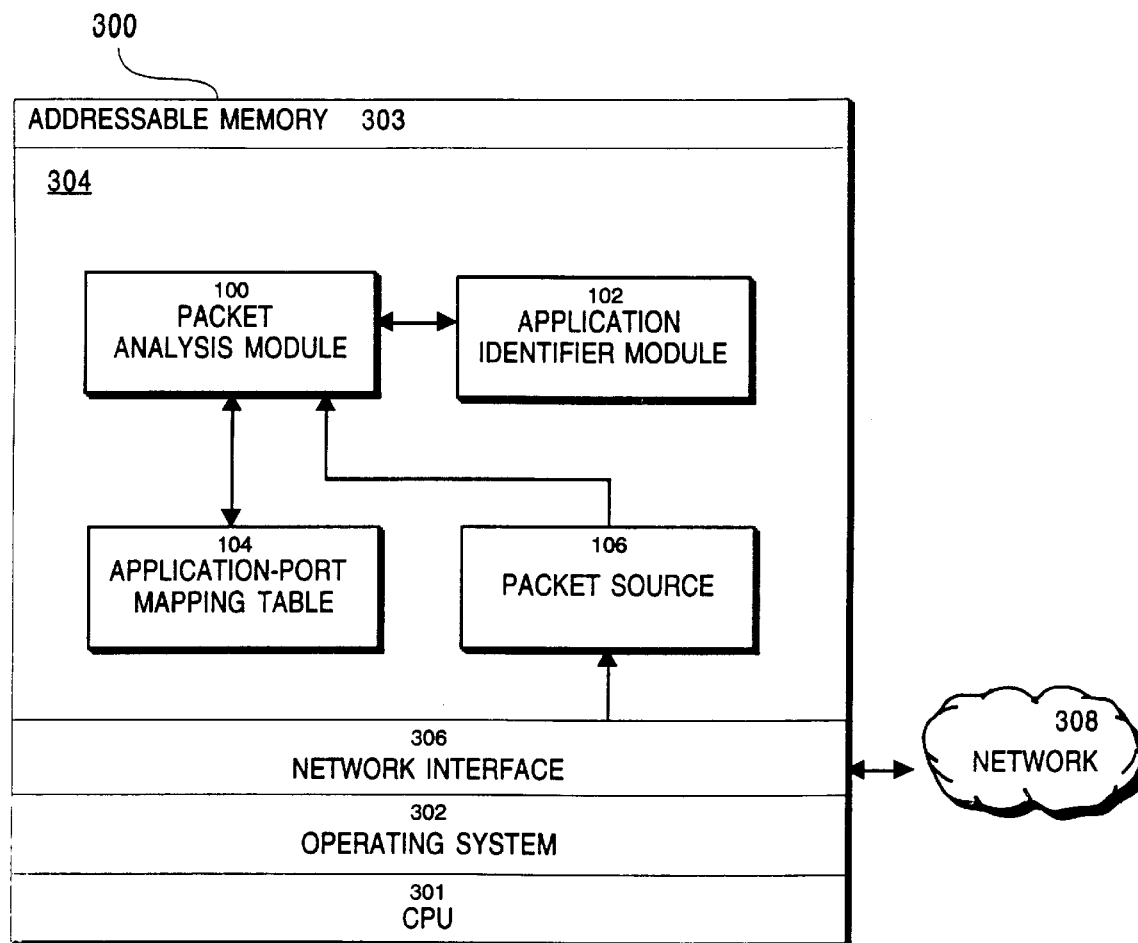 300
ADDRESSABLE MEMORY 303
304
100
PACKET
ANALYSIS MODULE
102
APPLICATION
IDENTIFIER MODULE
104
APPLICATION-PORT
MAPPING TABLE
106
PACKET SOURCE
306
NETWORK INTERFACE
308
NETWORK
302
OPERATING SYSTEM
301
CPU